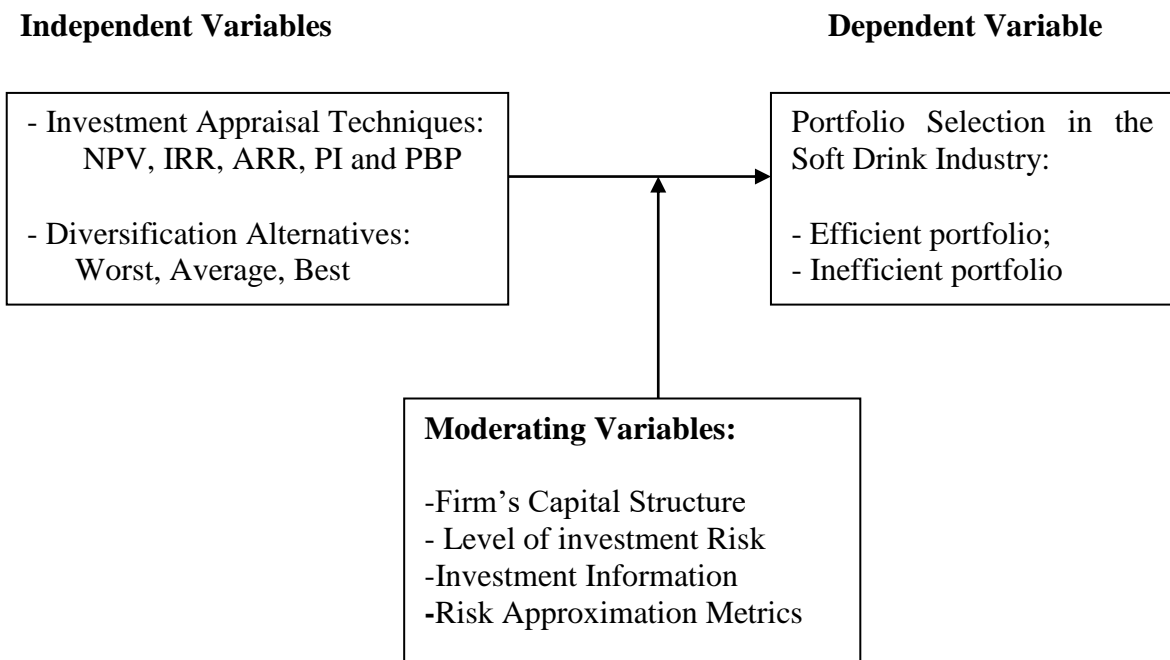 Independent Variables
Dependent Variable
- Investment Appraisal Techniques:
NPV, IRR, ARR, PI and PBP
- Diversification Alternatives:
Worst, Average, Best
Portfolio Selection in the
Soft Drink Industry:
- Efficient portfolio;
- Inefficient portfolio
Moderating Variables:
-Firm’s Capital Structure
- Level of investment Risk
-Investment Information
-Risk Approximation Metrics